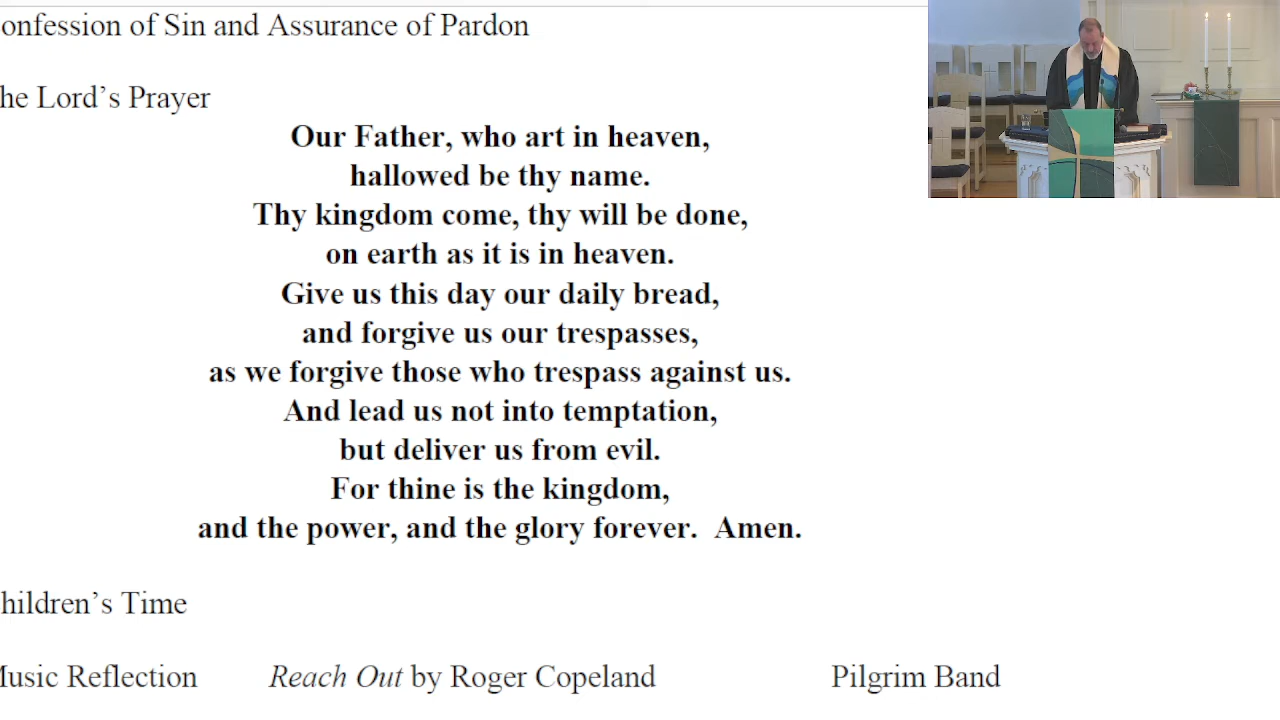 onfession of Sin and Assurance of Pardon
he Lord's Prayer
Our Father, who art in heaven,
hallowed be thy name.
Thy kingdom come, thy will be done,
on earth as it is in heaven.
Give us this day our daily bread,
and forgive us our trespasses,
as we forgive those who trespass against us.
And lead us not into temptation,
but deliver us from evil.
For thine is the kingdom,
and the power, and the glory forever.  Amen.
hildren's Time
Music Reflection Reach Out by Roger Copeland Pilgrim Band